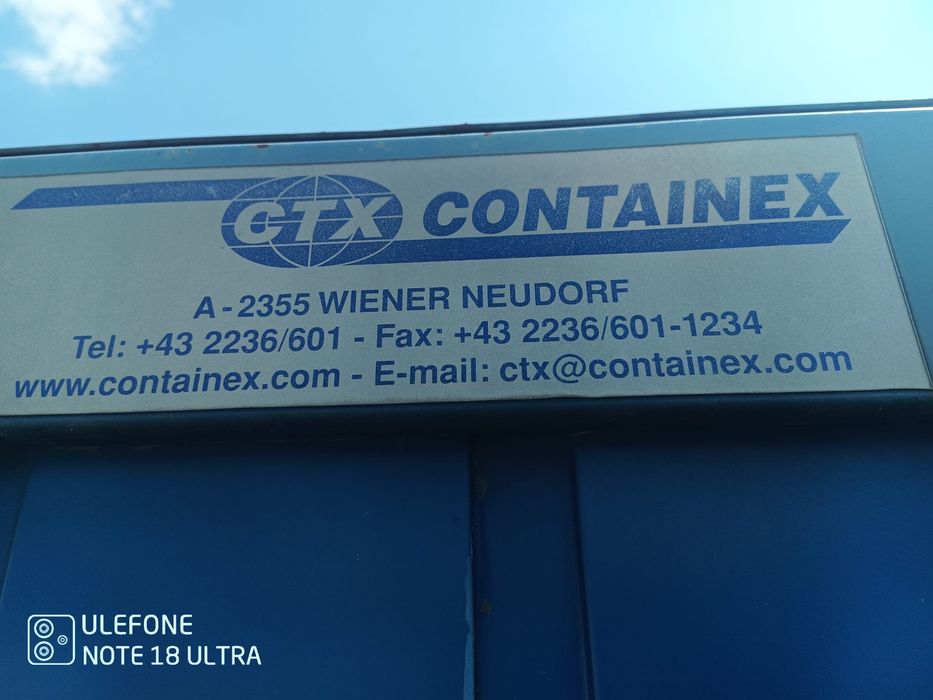 CTX CONTAINEX
A - 2355 WIENER NEUDORF
Tel: +43 2236/601 - Fax: +43 2236/601-1234
www.containex.com - E-mail: ctx@containex.com
ULEFONE
NOTE 18 ULTRA